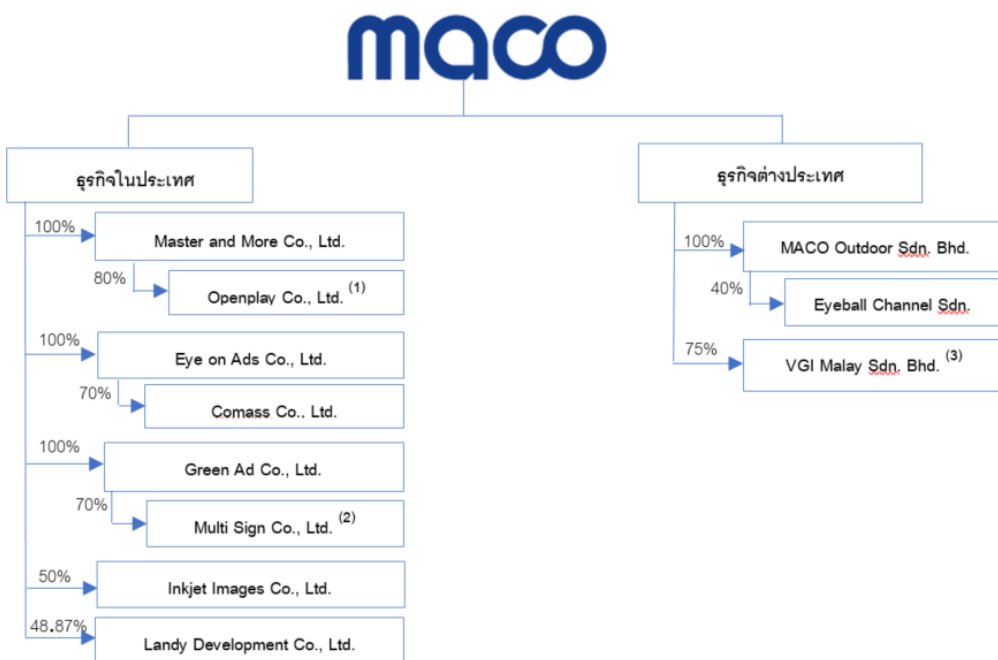 maco
ธุรกิจในประเทศ
100%
Master and More Co., Ltd.
80%
Openplay Co., Ltd. (1)
100%
Eye on Ads Co., Ltd.
70%
Comass Co., Ltd.
100%
Green Ad Co., Ltd.
70%
Multi Sign Co., Ltd. (2)
50%
Inkjet Images Co., Ltd.
48.87%
Landy Development Co., Ltd.
ธุรกิจต่างประเทศ
100%
MACO Outdoor Sdn. Bhd.
40%
Eyeball Channel Sdn.
75%
VGI Malay Sdn. Bhd. (3)